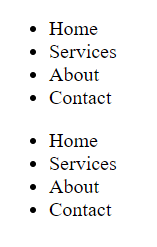 • Home
• Services
• About
• Contact
• Home
• Services
• About
• Contact